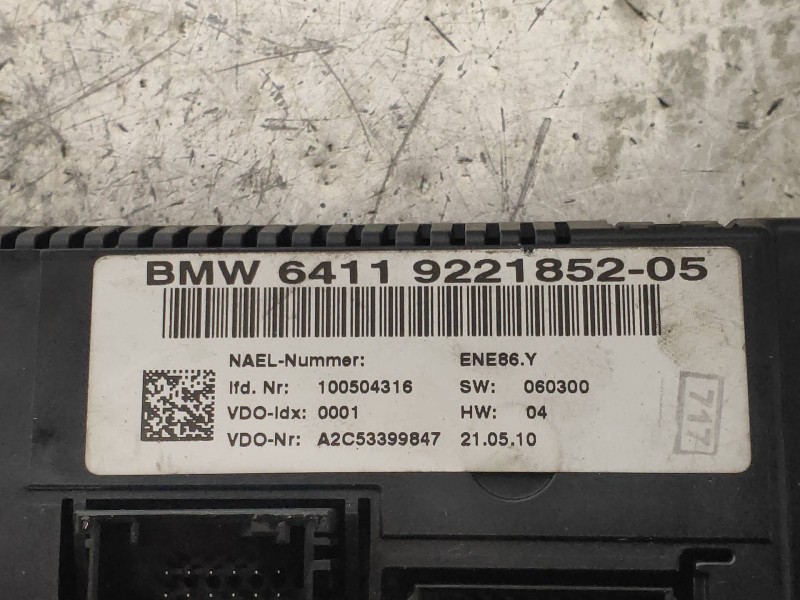 BMW 6411 9221852-05
NAEL-Nummer: ENE86.Y
lfd. Nr: 100504316 SW: 060300
VDO-Idx: 0001 HW: 04
VDO-Nr: A2C53399847 21.05.10
717